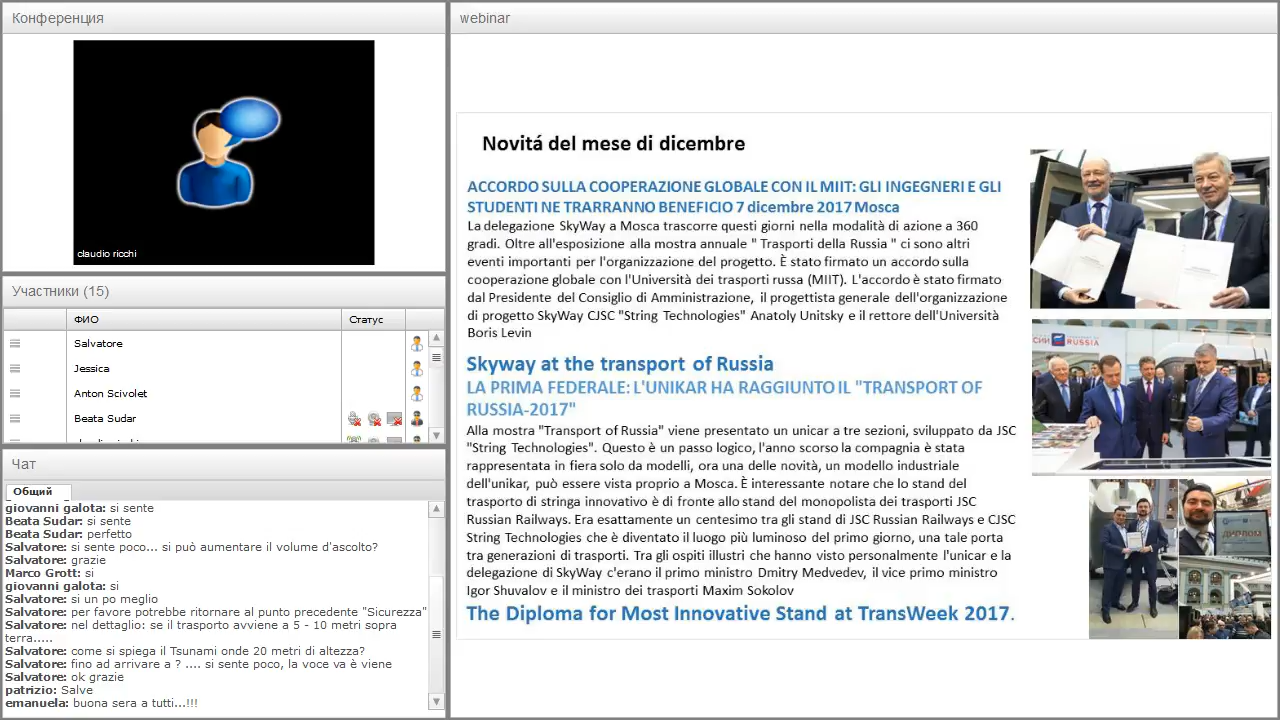 Конференция
claudio ricchi
Участники (15)
ФИО
Статус
Salvatore
Jessica
Anton Scivolet
Beata Sudar
Чат
Общий
giovanni galota: si sente
Beata Sudar: si sente
Beata Sudar: perfetto
Salvatore: si sente poco... si può aumentare il volume d'ascolto?
Salvatore: grazie
Marco Grott: si
giovanni galota: si
Salvatore: si un po meglio
Salvatore: per favore potrebbe ritornare al punto precedente "Sicurezza"
Salvatore: nel dettaglio: se il trasporto avviene a 5 - 10 metri sopra
terra.....
Salvatore: come si spiega il Tsunami onde 20 metri di altezza?
Salvatore: fino ad arrivare a ? .... si sente poco, la voce va è viene
Salvatore: ok grazie
patrizio: Salve
emanuela: buona sera a tutti...!!!
webinar
Novitá del mese di dicembre
ACCORDO SULLA COOPERAZIONE GLOBALE CON IL MIIT: GLI INGEGNERI E GLI
STUDENTI NE TRARRANNO BENEFICIO 7 dicembre 2017 Mosca
La delegazione SkyWay a Mosca trascorre questi giorni nella modalità di azione a 360
gradi. Oltre all'esposizione alla mostra annuale " Trasporti della Russia " ci sono altri
eventi importanti per l'organizzazione del progetto. È stato firmato un accordo sulla
cooperazione globale con l'Università dei trasporti russa (MIIT). L'accordo è stato firmato
dal Presidente del Consiglio di Amministrazione, il progettista generale dell'organizzazione
di progetto SkyWay CJSC "String Technologies" Anatoly Unitsky e il rettore dell'Università
Boris Levin
Skyway at the transport of Russia
LA PRIMA FEDERALE: L'UNIKAR HA RAGGIUNTO IL "TRANSPORT OF
RUSSIA-2017"
Alla mostra "Transport of Russia" viene presentato un unicar a tre sezioni, sviluppato da JSC
"String Technologies". Questo è un passo logico, l'anno scorso la compagnia è stata
rappresentata in fiera solo da modelli, ora una delle novità, un modello industriale
dell'unikar, può essere vista proprio a Mosca. È interessante notare che lo stand del
trasporto di stringa innovativo è di fronte allo stand del monopolista dei trasporti JSC
Russian Railways. Era esattamente un centesimo tra gli stand di JSC Russian Railways e CJSC
String Technologies che è diventato il luogo più luminoso del primo giorno, una tale porta
tra generazioni di trasporti. Tra gli ospiti illustri che hanno visto personalmente l'unicar e la
delegazione di SkyWay c'erano il primo ministro Dmitry Medvedev, il vice primo ministro
Igor Shuvalov e il ministro dei trasporti Maxim Sokolov
The Diploma for Most Innovative Stand at TransWeek 2017.
RUSSIA
ДИПЛОМ